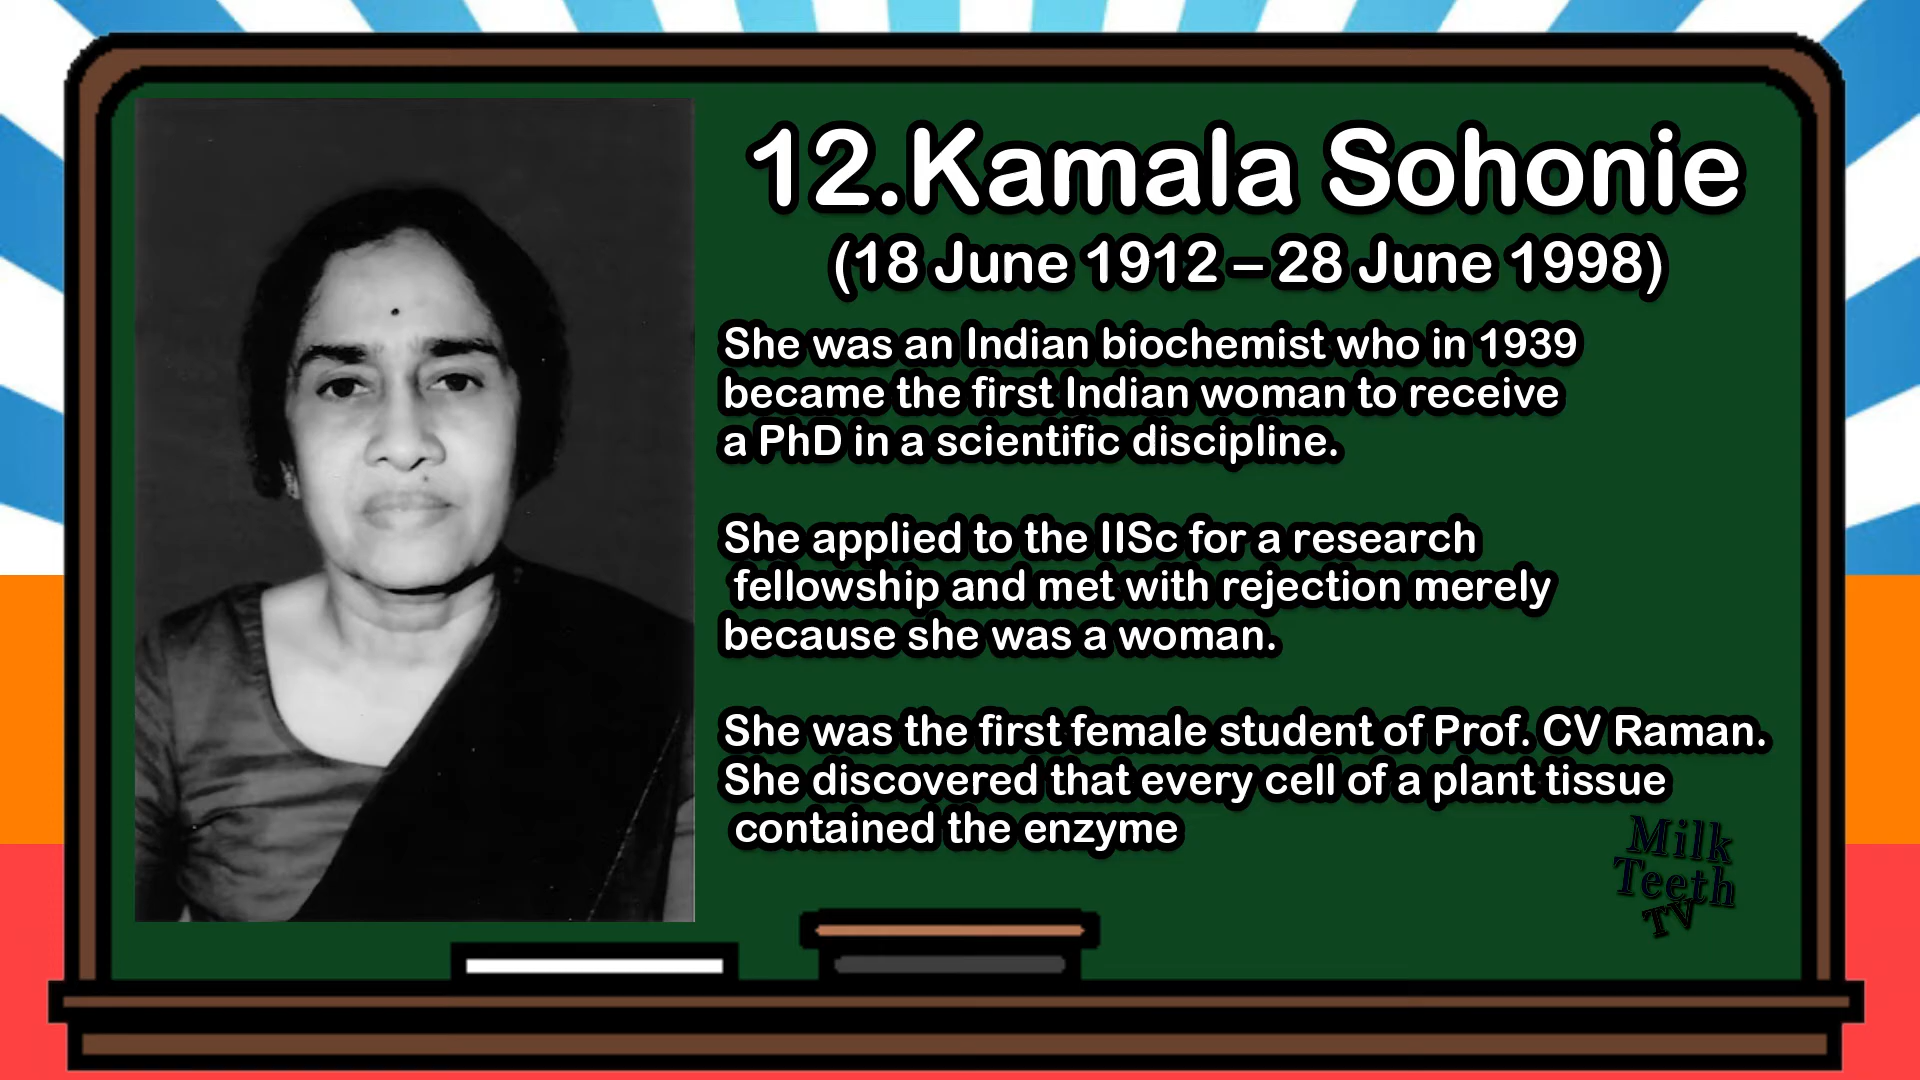 12.Kamala Sohonie
(18 June 1912 – 28 June 1998)
She was an Indian biochemist who in 1939
became the first Indian woman to receive
a PhD in a scientific discipline.
She applied to the IISc for a research
fellowship and met with rejection merely
because she was a woman.
She was the first female student of Prof. CV Raman.
She discovered that every cell of a plant tissue
contained the enzyme
Milk
Teeth
TV